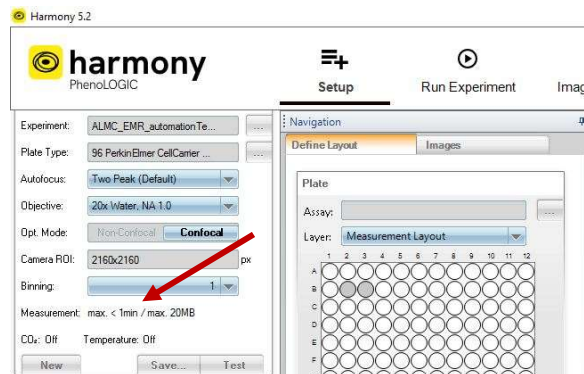 Harmony 5.2
harmony
PhenoLOGIC
Setup
Run Experiment
Imag
Experiment: ALMC_EMR_automationTe... ...
Plate Type: 96 PerkinElmer CellCarrier ... ...
Autofocus: Two Peak (Default)
Objective: 20x Water, NA 1.0
Opt. Mode: Non-Confocal Confocal
Camera ROI: 2160x2160 px
Binning: 1
Measurement: max. < 1min / max. 20MB
CO₂: Off Temperature: Off
New Save... Test
Navigation
Define Layout Images
Plate
Assay: ...
Layer: Measurement Layout
1 2 3 4 5 6 7 8 9 10 11 12
A
B
C
D
E
F